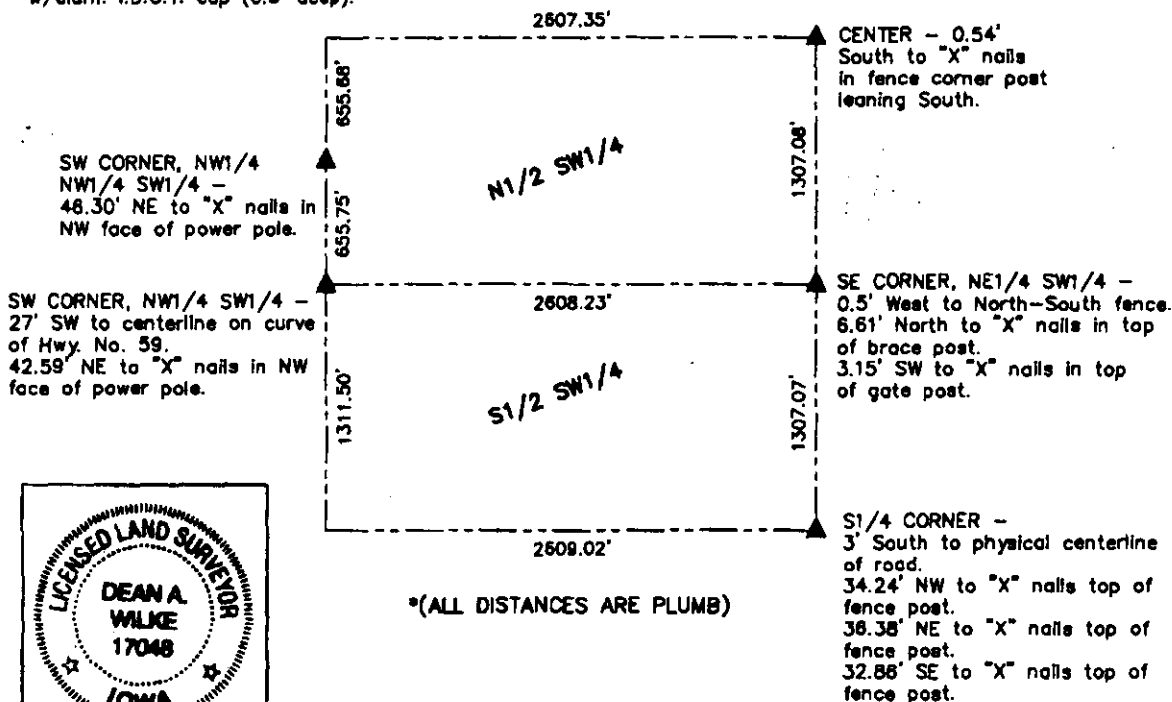 2607.35'
CENTER - 0.54'
South to "X" nails
in fence corner post
leaning South.
655.68'
SW CORNER, NW1/4
NW1/4 SW1/4 -
46.30' NE to "X" nails in
NW face of power pole.
N1/2 SW1/4
1307.08'
655.75'
SW CORNER, NW1/4 SW1/4 -
27' SW to centerline on curve
of Hwy. No. 59.
42.59' NE to "X" nails in NW
face of power pole.
2608.23'
SE CORNER, NE1/4 SW1/4 -
0.5' West to North-South fence.
6.61' North to "X" nails in top
of brace post.
3.15' SW to "X" nails in top
of gate post.
1311.50'
S1/2 SW1/4
1307.07'
2609.02'
S1/4 CORNER -
3' South to physical centerline
of road.
34.24' NW to "X" nails top of
fence post.
36.38' NE to "X" nails top of
fence post.
32.86' SE to "X" nails top of
fence post.
*(ALL DISTANCES ARE PLUMB)
LICENSED LAND SURVEYOR
DEAN A.
WILKE
17048
IOWA